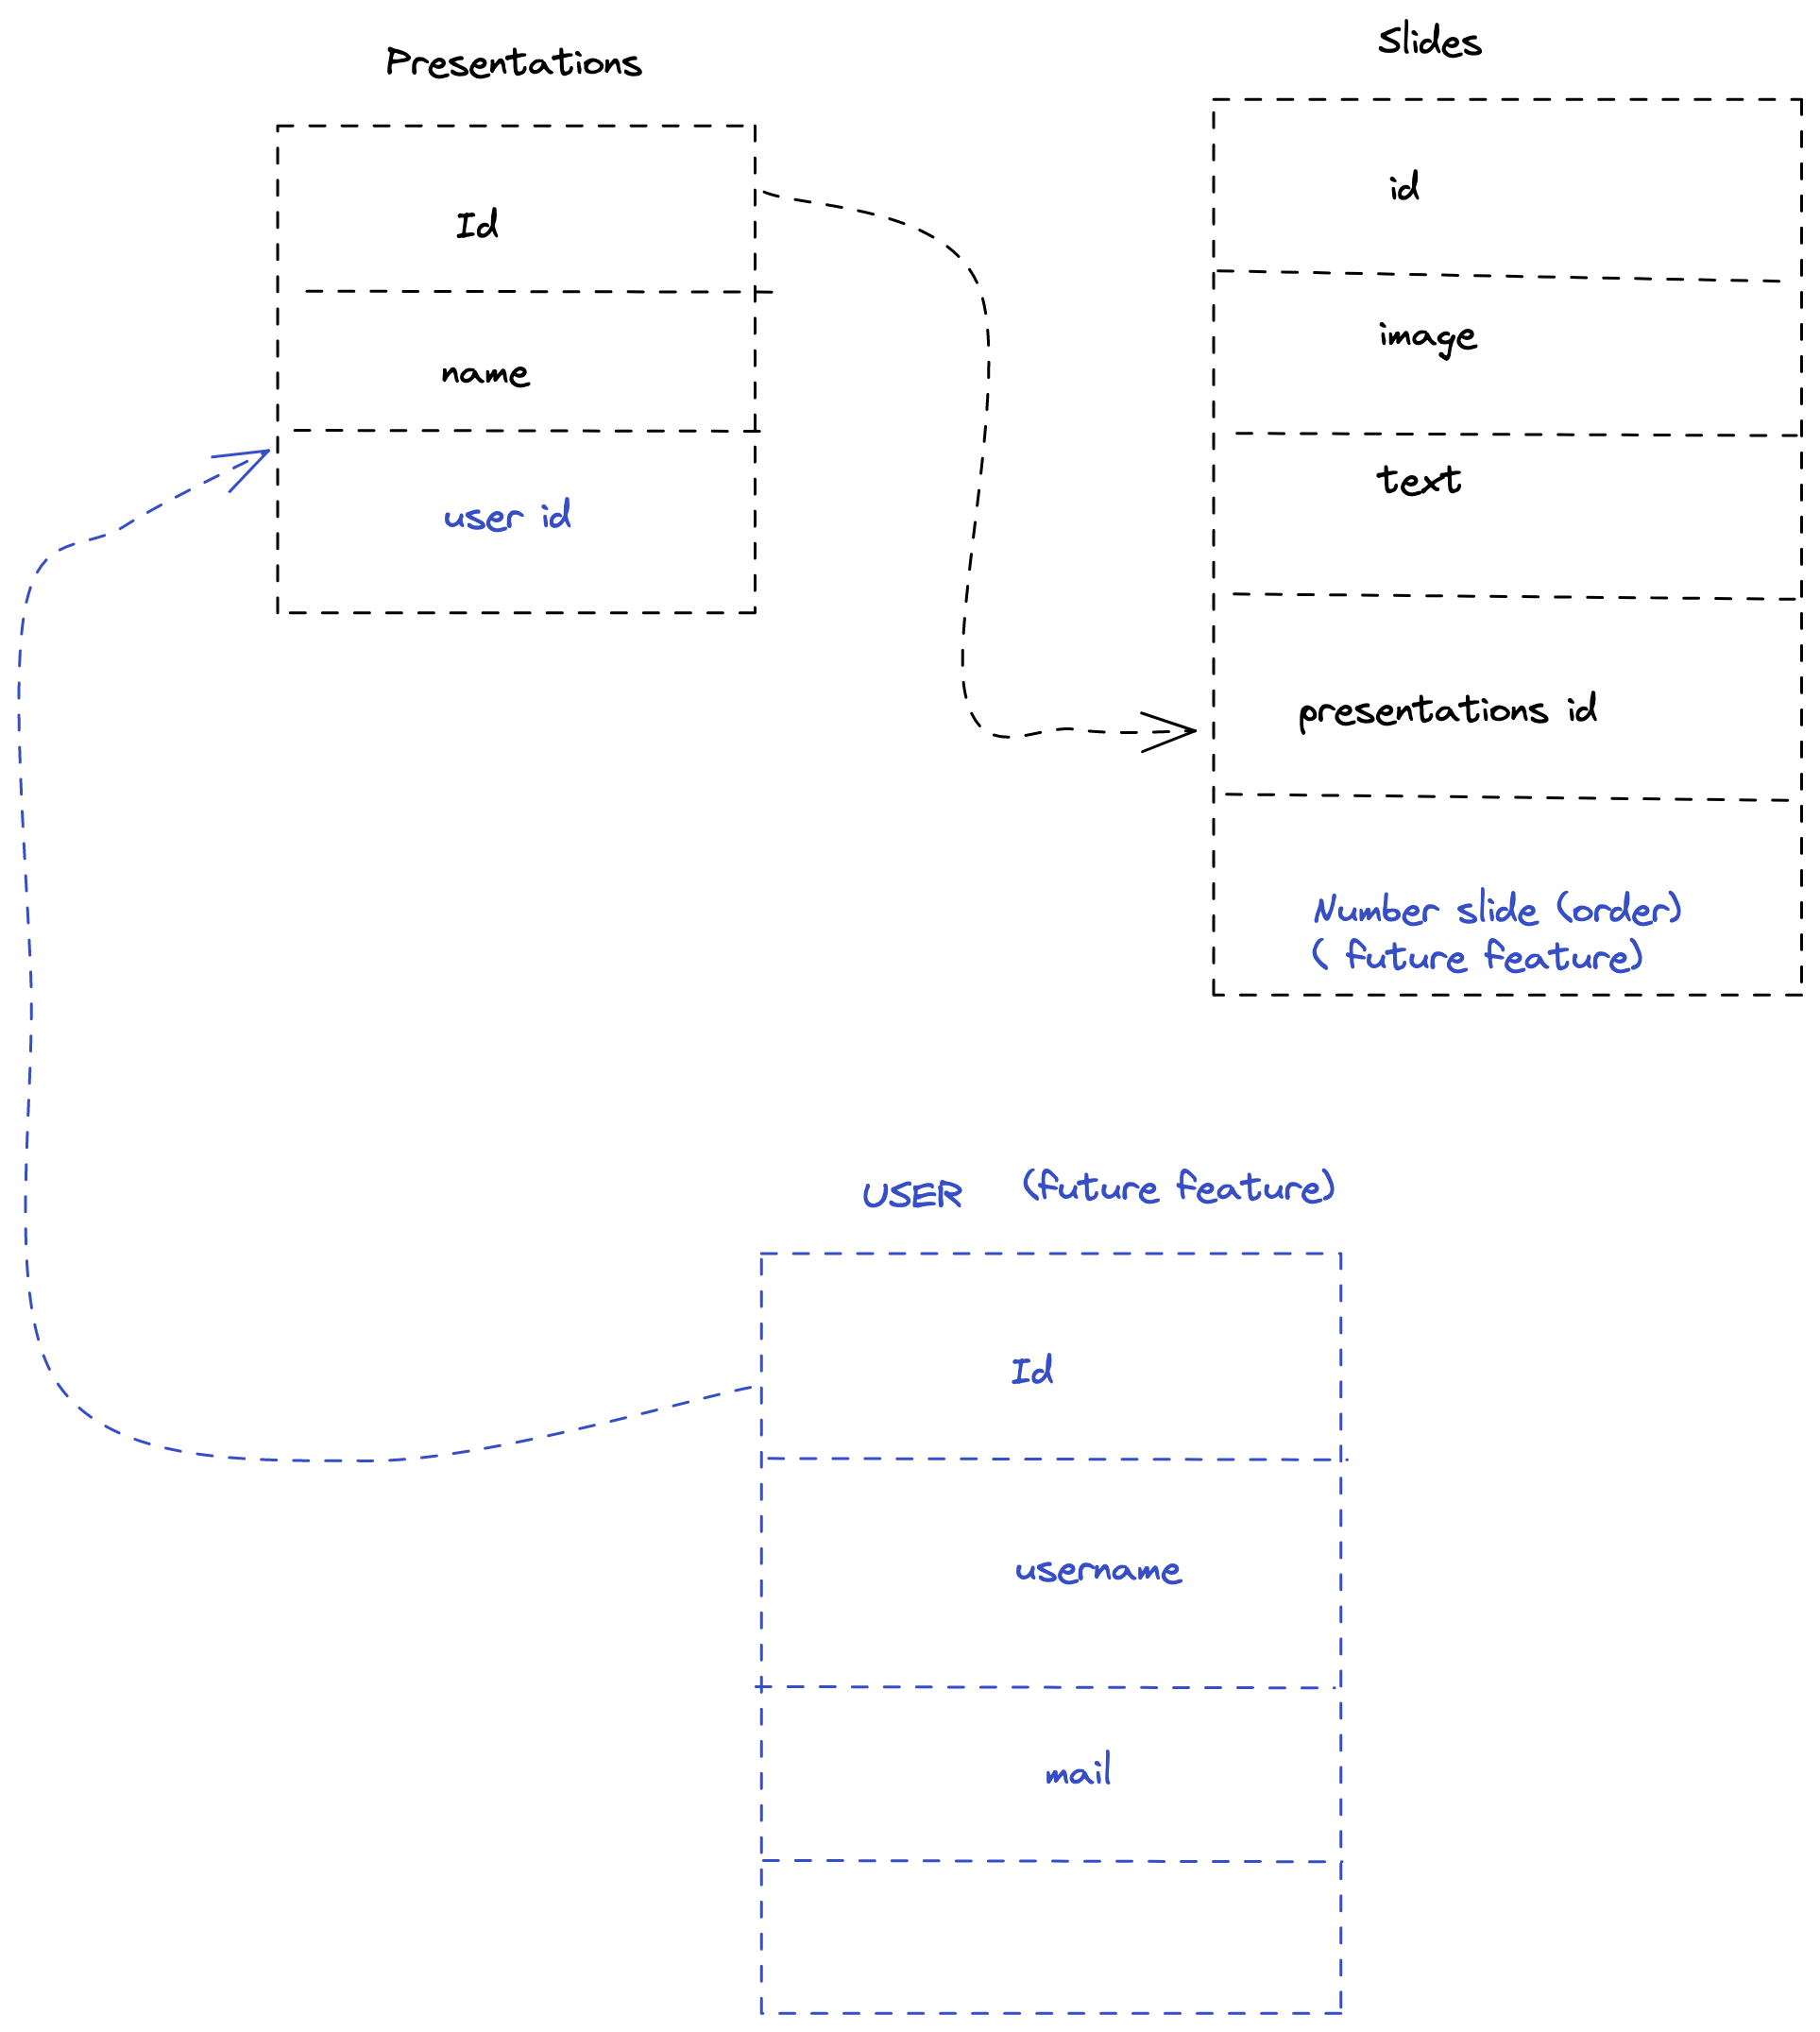 Presentations
Id
name
user id
Slides
id
image
text
presentations id
Number slide (order)
( future feature)
USER (future feature)
Id
username
mail